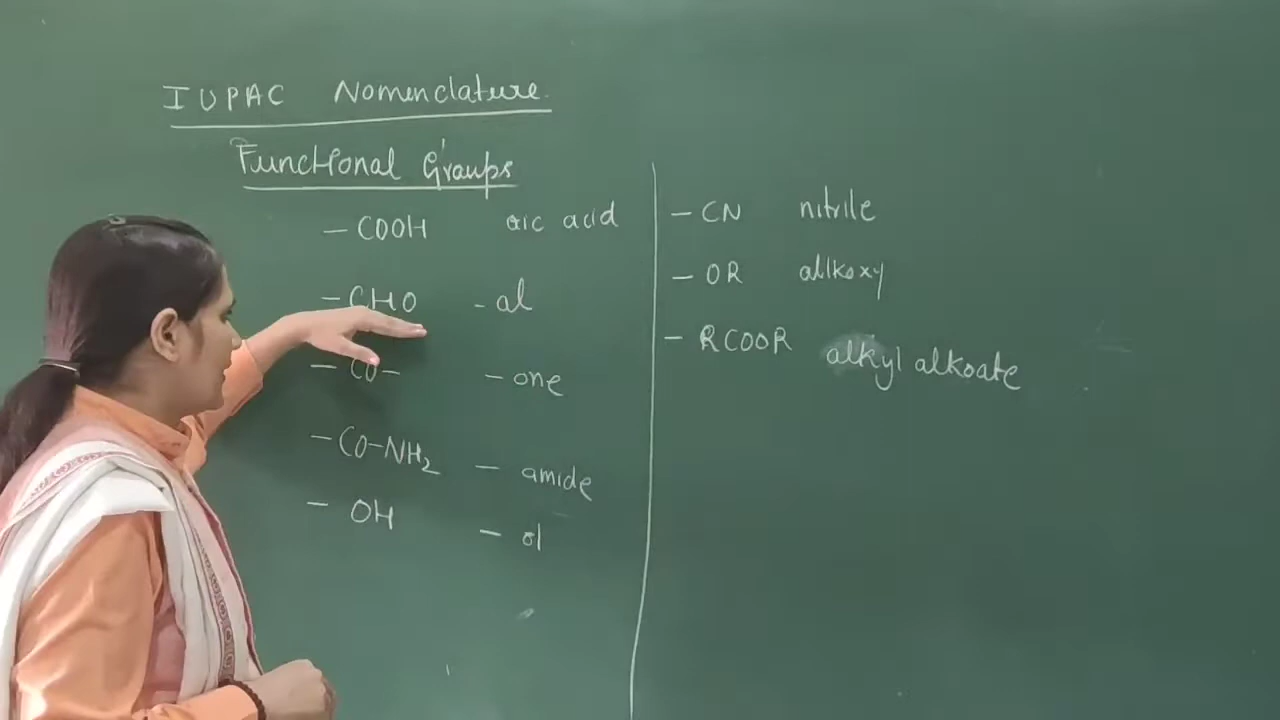 IUPAC Nomenclature.
Functional Groups
— COOH oic acid
— CHO - al
— CO – – one
— CO–NH₂ — amide
— OH — ol
— CN nitrile
— OR alkoxy
— RCOOR alkyl alkoate